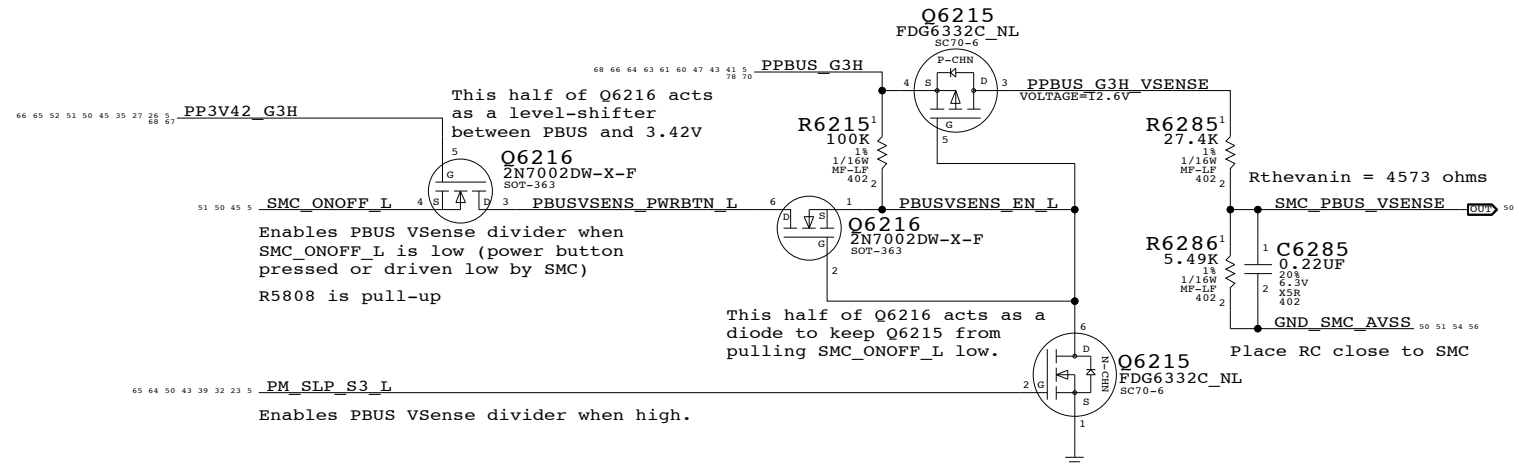 Q6215
FDG6332C_NL
SC70-6
P-CHN
68 66 64 63 61 60 47 43 41 5
78 70
PPBUS_G3H
4
S
D
3
PPBUS_G3H_VSENSE
VOLTAGE=12.6V
G
5
66 65 52 51 50 45 35 27 26 5
68 67
PP3V42_G3H
This half of Q6216 acts
as a level-shifter
between PBUS and 3.42V
R6215
1
100K
1%
1/16W
MF-LF
402
2
R6285
1
27.4K
1%
1/16W
MF-LF
402
2
5
G
Q6216
2N7002DW-X-F
SOT-363
Rthevanin = 4573 ohms
51 50 45 5
SMC_ONOFF_L
4
S
D
3
PBUSVSENS_PWRBTN_L
6
D
S
1
PBUSVSENS_EN_L
SMC_PBUS_VSENSE
OUT
50
G
2
Q6216
2N7002DW-X-F
SOT-363
Enables PBUS VSense divider when
SMC_ONOFF_L is low (power button
pressed or driven low by SMC)
R5808 is pull-up
R6286
1
5.49K
1%
1/16W
MF-LF
402
2
1
C6285
0.22UF
20%
6.3V
2
X5R
402
This half of Q6216 acts as a
diode to keep Q6215 from
pulling SMC_ONOFF_L low.
GND_SMC_AVSS
50 51 54 56
Place RC close to SMC
6
D
N-CHN
Q6215
FDG6332C_NL
SC70-6
65 64 50 43 39 32 23 5
PM_SLP_S3_L
2
G
S
1
Enables PBUS VSense divider when high.